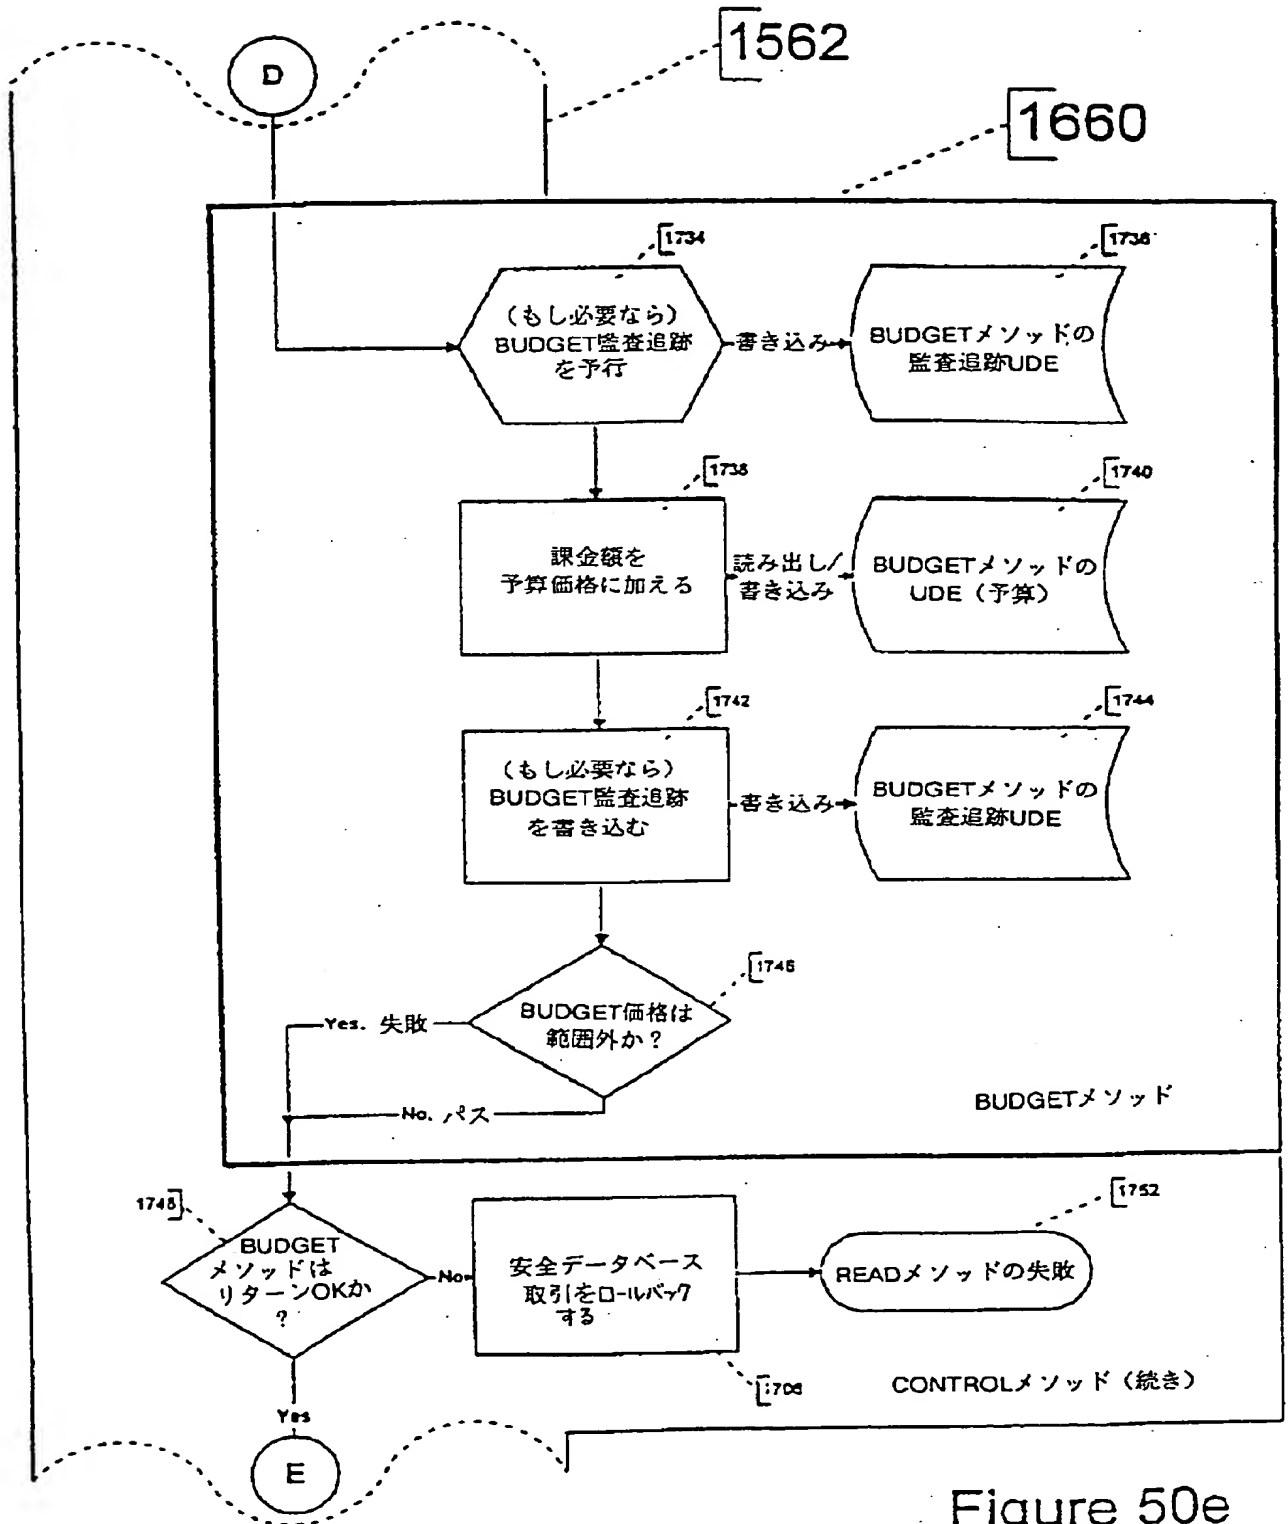 D
1562
1660
1734
(もし必要なら)
BUDGET監査追跡
を予行
書き込み
1736
BUDGETメソッドの
監査追跡UDE
1738
課金額を
予算価格に加える
読み出し/
書き込み
1740
BUDGETメソッドの
UDE(予算)
1742
(もし必要なら)
BUDGET監査追跡
を書き込む
書き込み
1744
BUDGETメソッドの
監査追跡UDE
1746
BUDGET価格は
範囲外か?
Yes. 失敗
No. パス
BUDGETメソッド
1748
BUDGET
メソッドは
リターンOKか
?
No
安全データベース
取引をロールバック
する
1752
READメソッドの失敗
CONTROLメソッド(続き)
Yes
E
Figure 50e